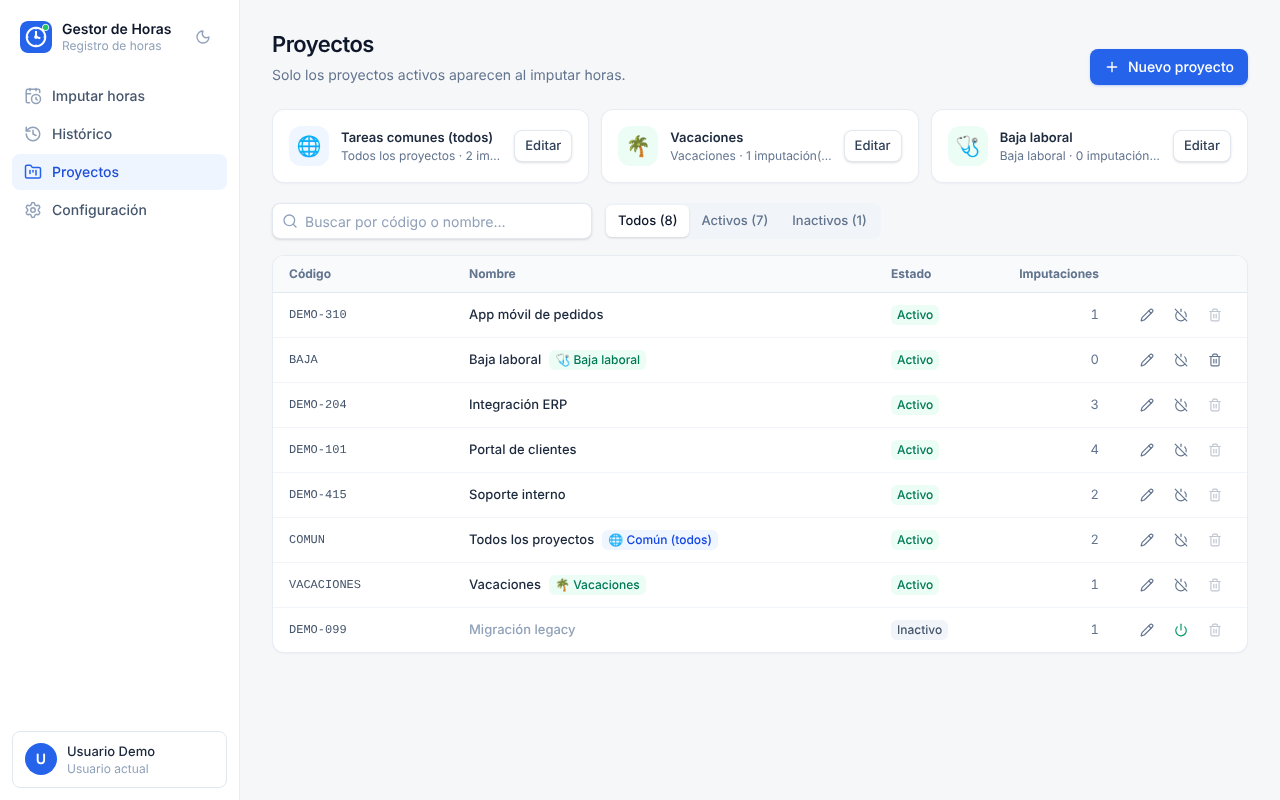 Gestor de Horas
Registro de horas
Imputar horas
Histórico
Proyectos
Configuración
Usuario Demo
Usuario actual
U
Proyectos
Solo los proyectos activos aparecen al imputar horas.
+ Nuevo proyecto
Tareas comunes (todos)
Todos los proyectos · 2 im...
Editar
Vacaciones
Vacaciones · 1 imputación(...
Editar
Baja laboral
Baja laboral · 0 imputación...
Editar
Buscar por código o nombre...
Todos (8) Activos (7) Inactivos (1)
Código Nombre Estado Imputaciones
DEMO-310 App móvil de pedidos Activo 1
BAJA Baja laboral Baja laboral Activo 0
DEMO-204 Integración ERP Activo 3
DEMO-101 Portal de clientes Activo 4
DEMO-415 Soporte interno Activo 2
COMUN Todos los proyectos Común (todos) Activo 2
VACACIONES Vacaciones Vacaciones Activo 1
DEMO-099 Migración legacy Inactivo 1